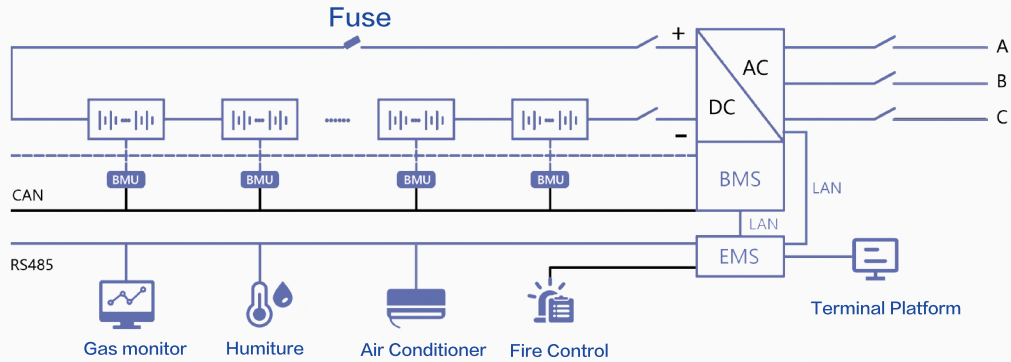 Fuse
+
A
AC
B
DC
C
−
BMU
BMU
BMU
BMU
BMS
CAN
LAN
LAN
EMS
RS485
Terminal Platform
Gas monitor
Humiture
Air Conditioner
Fire Control